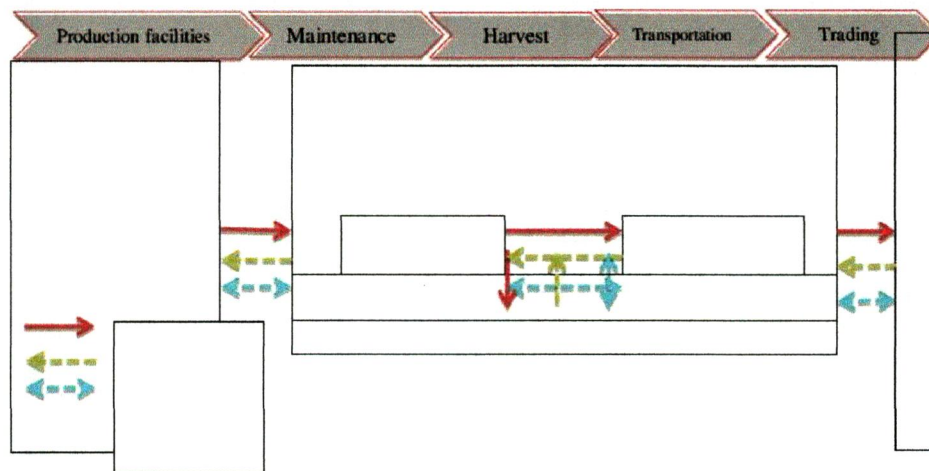 Production facilities
Maintenance
Harvest
Transportation
Trading